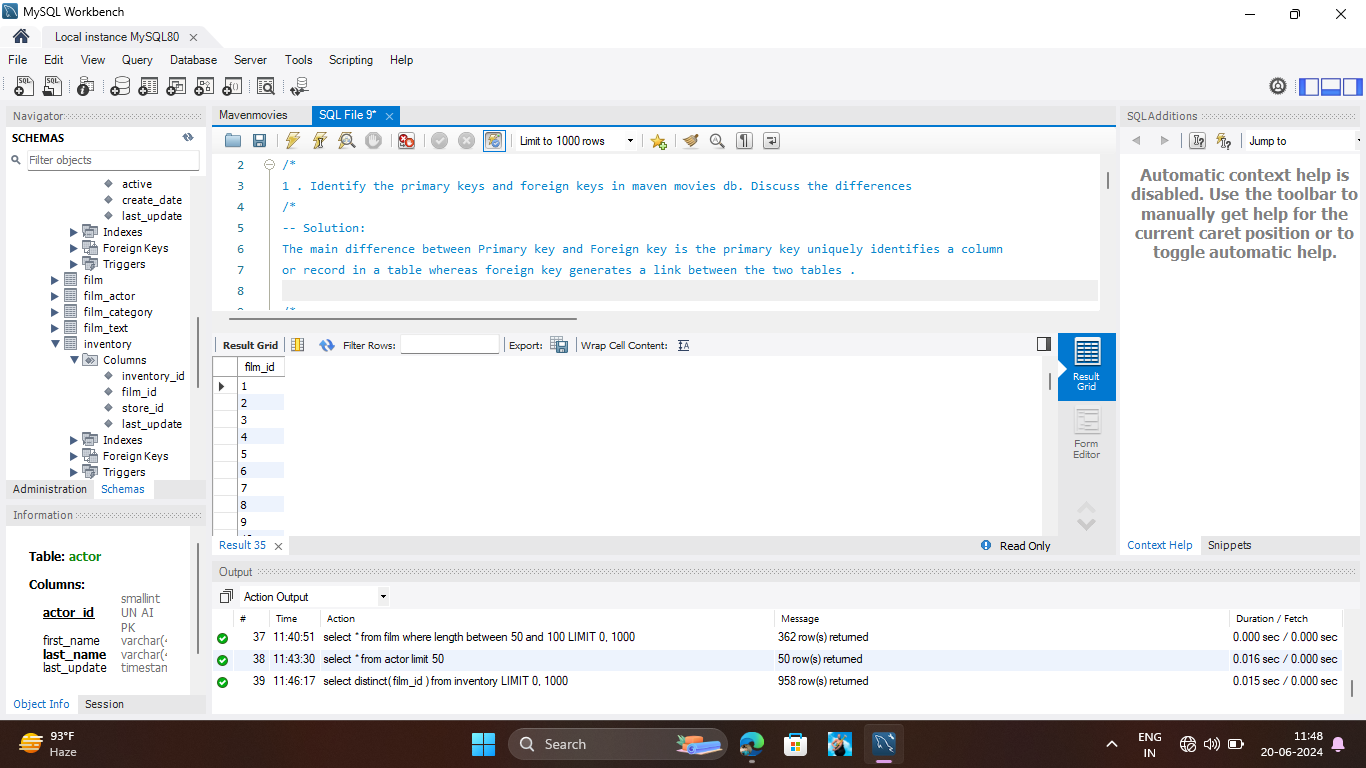 MySQL Workbench
Local instance MySQL80
File Edit View Query Database Server Tools Scripting Help
Navigator
SCHEMAS
Filter objects
active
create_date
last_update
Indexes
Foreign Keys
Triggers
film
film_actor
film_category
film_text
inventory
Columns
inventory_id
film_id
store_id
last_update
Indexes
Foreign Keys
Triggers
Administration Schemas
Information
Table: actor
Columns:
actor_id smallint UN AI PK
first_name varchar(4
last_name varchar(4
last_update timestan
Object Info Session
Mavenmovies SQL File 9*
Limit to 1000 rows
2 /*
3 1 . Identify the primary keys and foreign keys in maven movies db. Discuss the differences
4 /*
5 -- Solution:
6 The main difference between Primary key and Foreign key is the primary key uniquely identifies a column
7 or record in a table whereas foreign key generates a link between the two tables .
8
Result Grid Filter Rows: Export: Wrap Cell Content:
film_id
1
2
3
4
5
6
7
8
9
Result Grid
Form Editor
Result 35 Read Only
Output
Action Output
# Time Action Message Duration / Fetch
37 11:40:51 select * from film where length between 50 and 100 LIMIT 0, 1000 362 row(s) returned 0.000 sec / 0.000 sec
38 11:43:30 select * from actor limit 50 50 row(s) returned 0.016 sec / 0.000 sec
39 11:46:17 select distinct( film_id ) from inventory LIMIT 0, 1000 958 row(s) returned 0.015 sec / 0.000 sec
SQLAdditions
Jump to
Automatic context help is
disabled. Use the toolbar to
manually get help for the
current caret position or to
toggle automatic help.
Context Help Snippets
93°F
Haze
Search
ENG
IN
11:48
20-06-2024